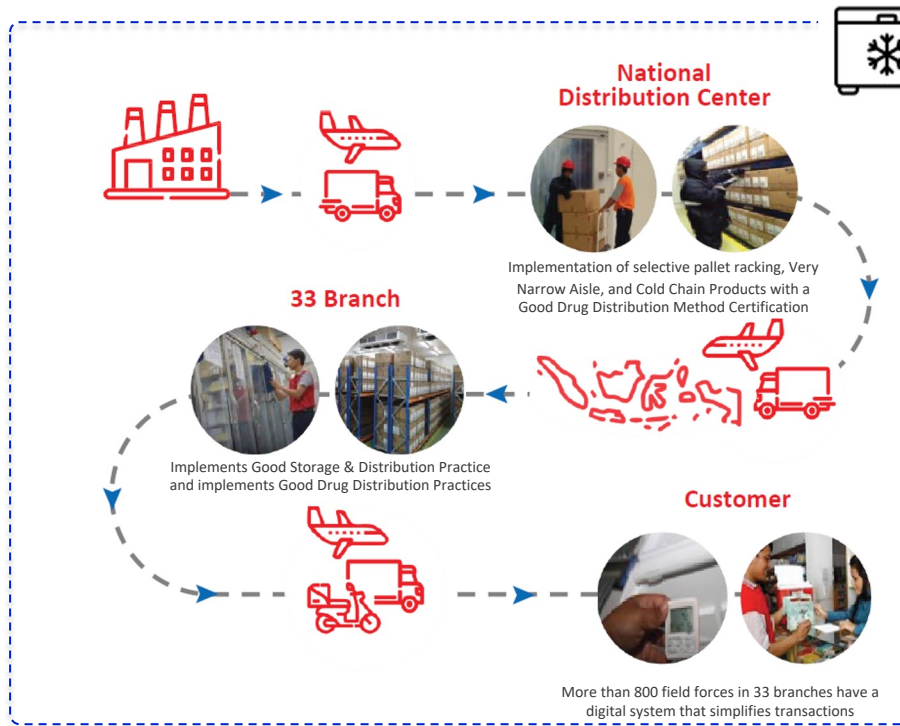 National
Distribution Center
Implementation of selective pallet racking, Very
Narrow Aisle, and Cold Chain Products with a
Good Drug Distribution Method Certification
33 Branch
Implements Good Storage & Distribution Practice
and implements Good Drug Distribution Practices
Customer
More than 800 field forces in 33 branches have a
digital system that simplifies transactions